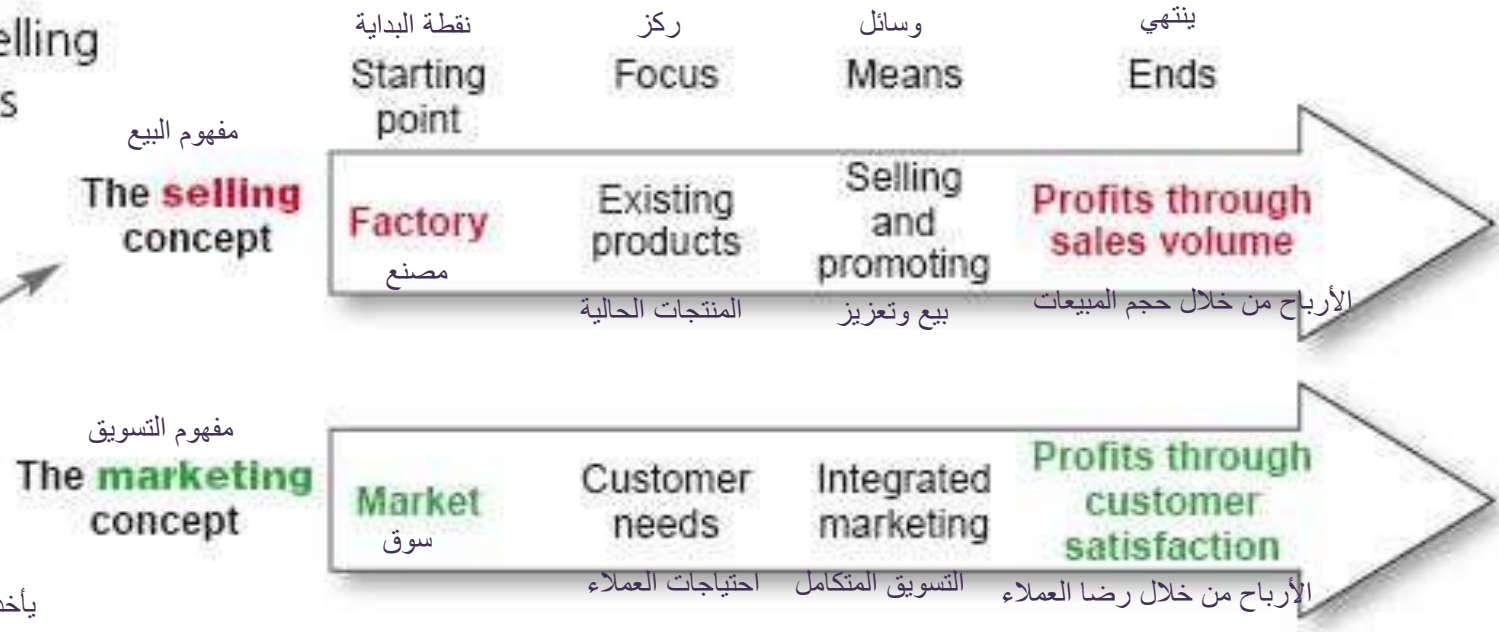 elling
s
نقطة البداية
ركز
وسائل
ينتهي
Starting
point
Focus
Means
Ends
مفهوم البيع
The selling
concept
Factory
مصنع
Existing
products
المنتجات الحالية
Selling
and
promoting
بيع وتعزيز
Profits through
sales volume
الأرباح من خلال حجم المبيعات
مفهوم التسويق
The marketing
concept
Market
سوق
Customer
needs
احتياجات العملاء
Integrated
marketing
التسويق المتكامل
Profits through
customer
satisfaction
الأرباح من خلال رضا العملاء